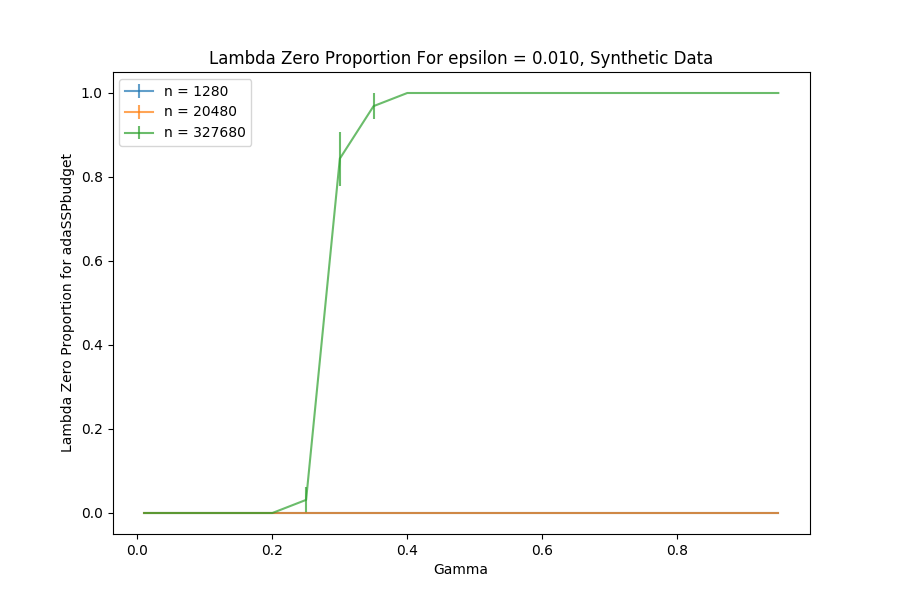 Lambda Zero Proportion For epsilon = 0.010, Synthetic Data
n = 1280
n = 20480
n = 327680
Lambda Zero Proportion for adaSSPbudget
1.0
0.8
0.6
0.4
0.2
0.0
0.0 0.2 0.4 0.6 0.8
Gamma